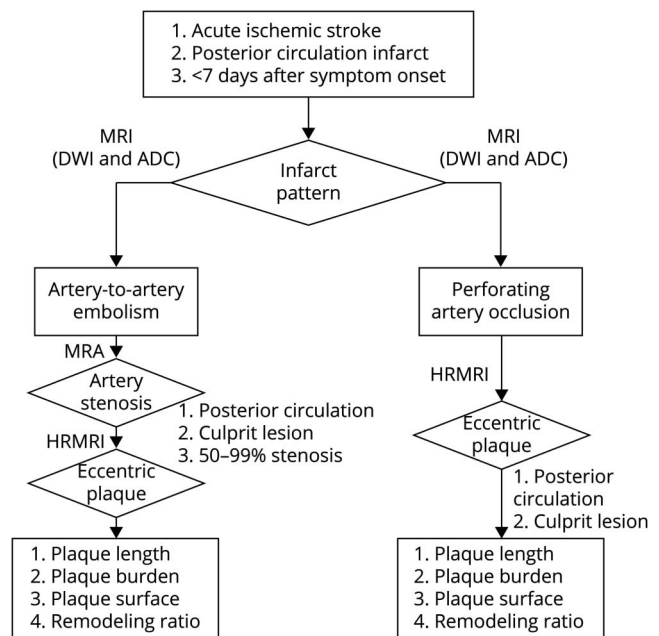 1. Acute ischemic stroke
2. Posterior circulation infarct
3. <7 days after symptom onset
MRI
(DWI and ADC)
Infarct
pattern
MRI
(DWI and ADC)
Artery-to-artery
embolism
Perforating
artery occlusion
MRA
Artery
stenosis
1. Posterior circulation
2. Culprit lesion
3. 50–99% stenosis
HRMRI
Eccentric
plaque
HRMRI
Eccentric
plaque
1. Posterior
circulation
2. Culprit lesion
1. Plaque length
2. Plaque burden
3. Plaque surface
4. Remodeling ratio
1. Plaque length
2. Plaque burden
3. Plaque surface
4. Remodeling ratio